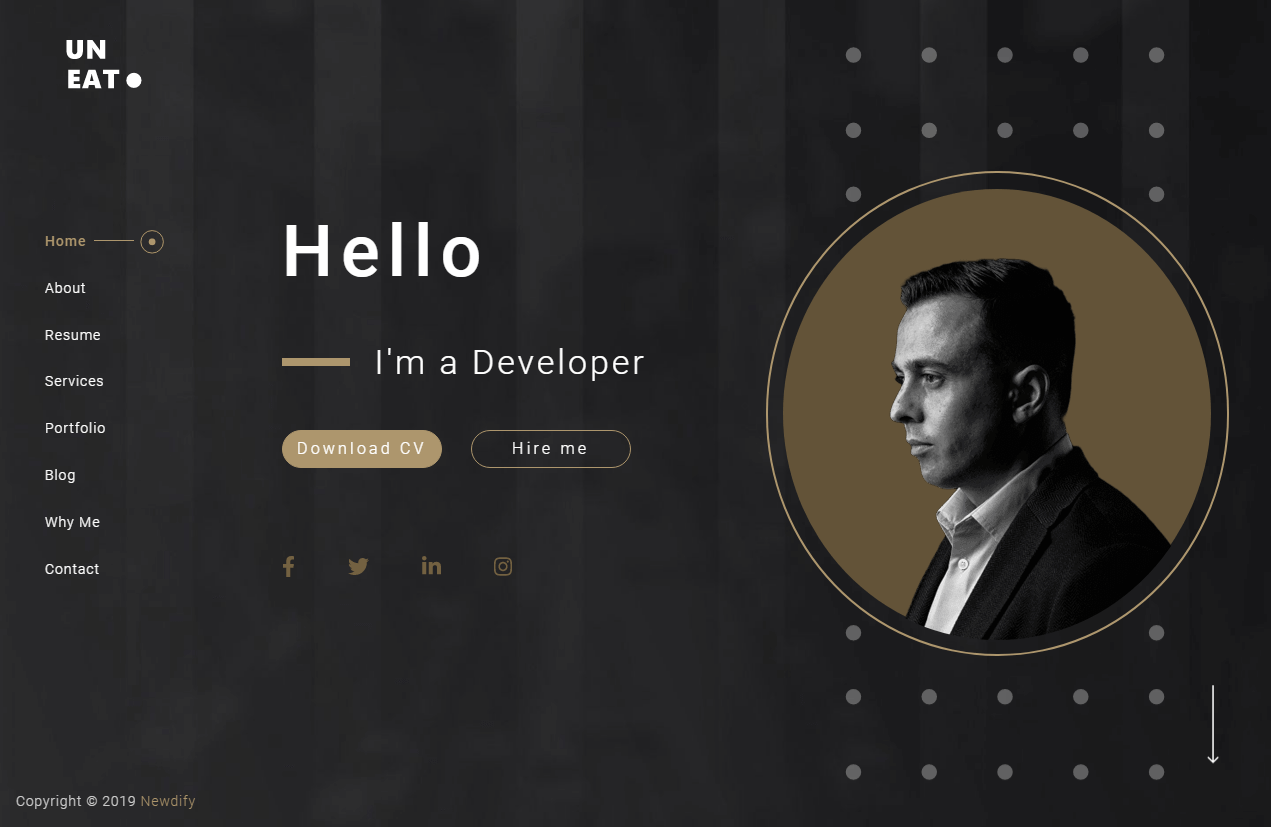 UN
EAT
Home
About
Resume
Services
Portfolio
Blog
Why Me
Contact
Hello
I'm a Developer
Download CV
Hire me
Copyright © 2019 Newdify